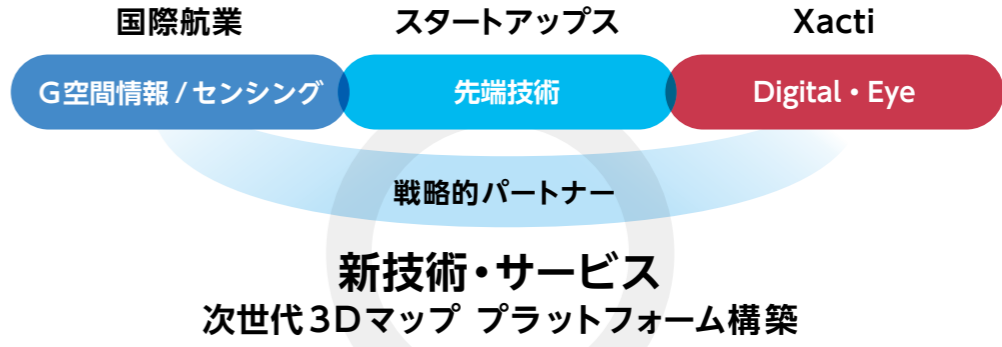 国際航業
スタートアップス
Xacti
G空間情報 / センシング
先端技術
Digital・Eye
戦略的パートナー
新技術・サービス
次世代3Dマップ プラットフォーム構築